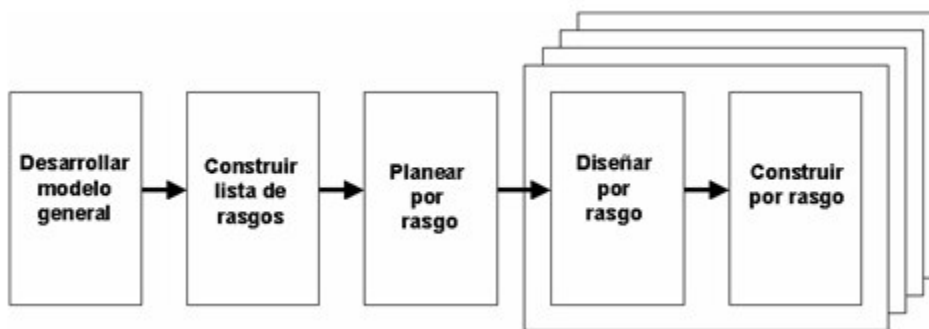 Desarrollar
modelo
general
Construir
lista de
rasgos
Planear
por
rasgo
Diseñar
por
rasgo
Construir
por rasgo